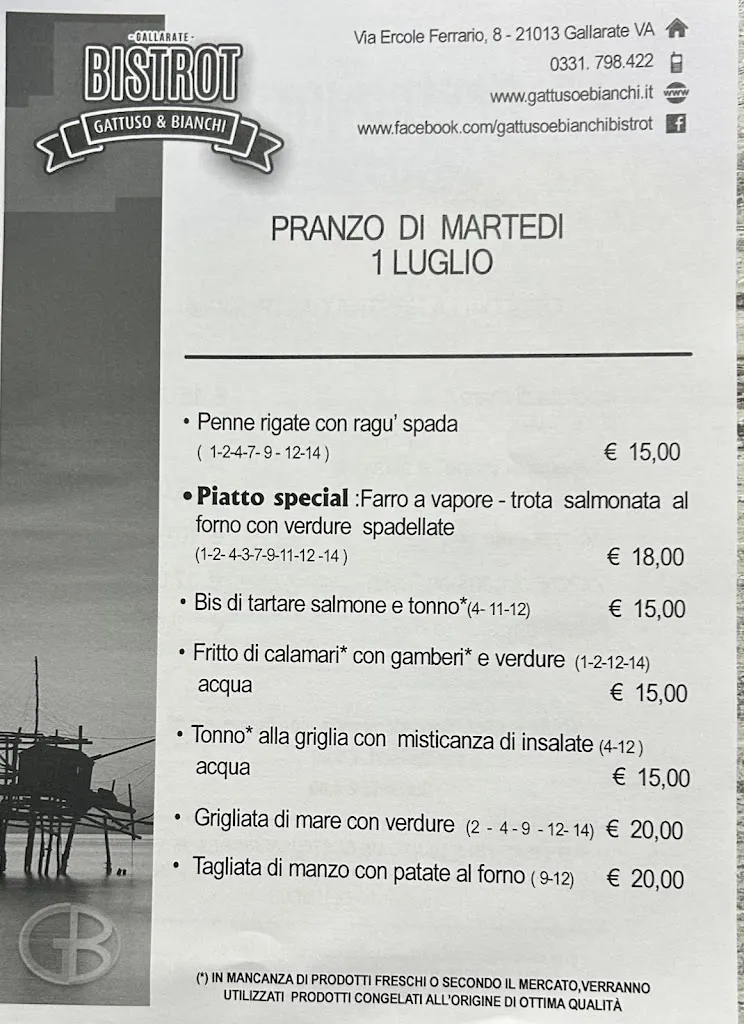 - GALLARATE -
BISTROT
GATTUSO & BIANCHI
Via Ercole Ferrario, 8 - 21013 Gallarate VA
0331. 798.422
www.gattusoebianchi.it www
www.facebook.com/gattusoebianchibistrot f
PRANZO DI MARTEDI
1 LUGLIO
• Penne rigate con ragu' spada
( 1-2-4-7- 9 - 12-14 ) € 15,00
• Piatto special :Farro a vapore - trota salmonata al
forno con verdure spadellate
(1-2- 4-3-7-9-11-12 -14 ) € 18,00
• Bis di tartare salmone e tonno*(4- 11-12) € 15,00
• Fritto di calamari* con gamberi* e verdure (1-2-12-14)
acqua € 15,00
• Tonno* alla griglia con misticanza di insalate (4-12 )
acqua € 15,00
• Grigliata di mare con verdure (2 - 4 - 9 - 12- 14) € 20,00
• Tagliata di manzo con patate al forno ( 9-12) € 20,00
GB
(*) IN MANCANZA DI PRODOTTI FRESCHI O SECONDO IL MERCATO,VERRANNO
UTILIZZATI PRODOTTI CONGELATI ALL'ORIGINE DI OTTIMA QUALITÀ